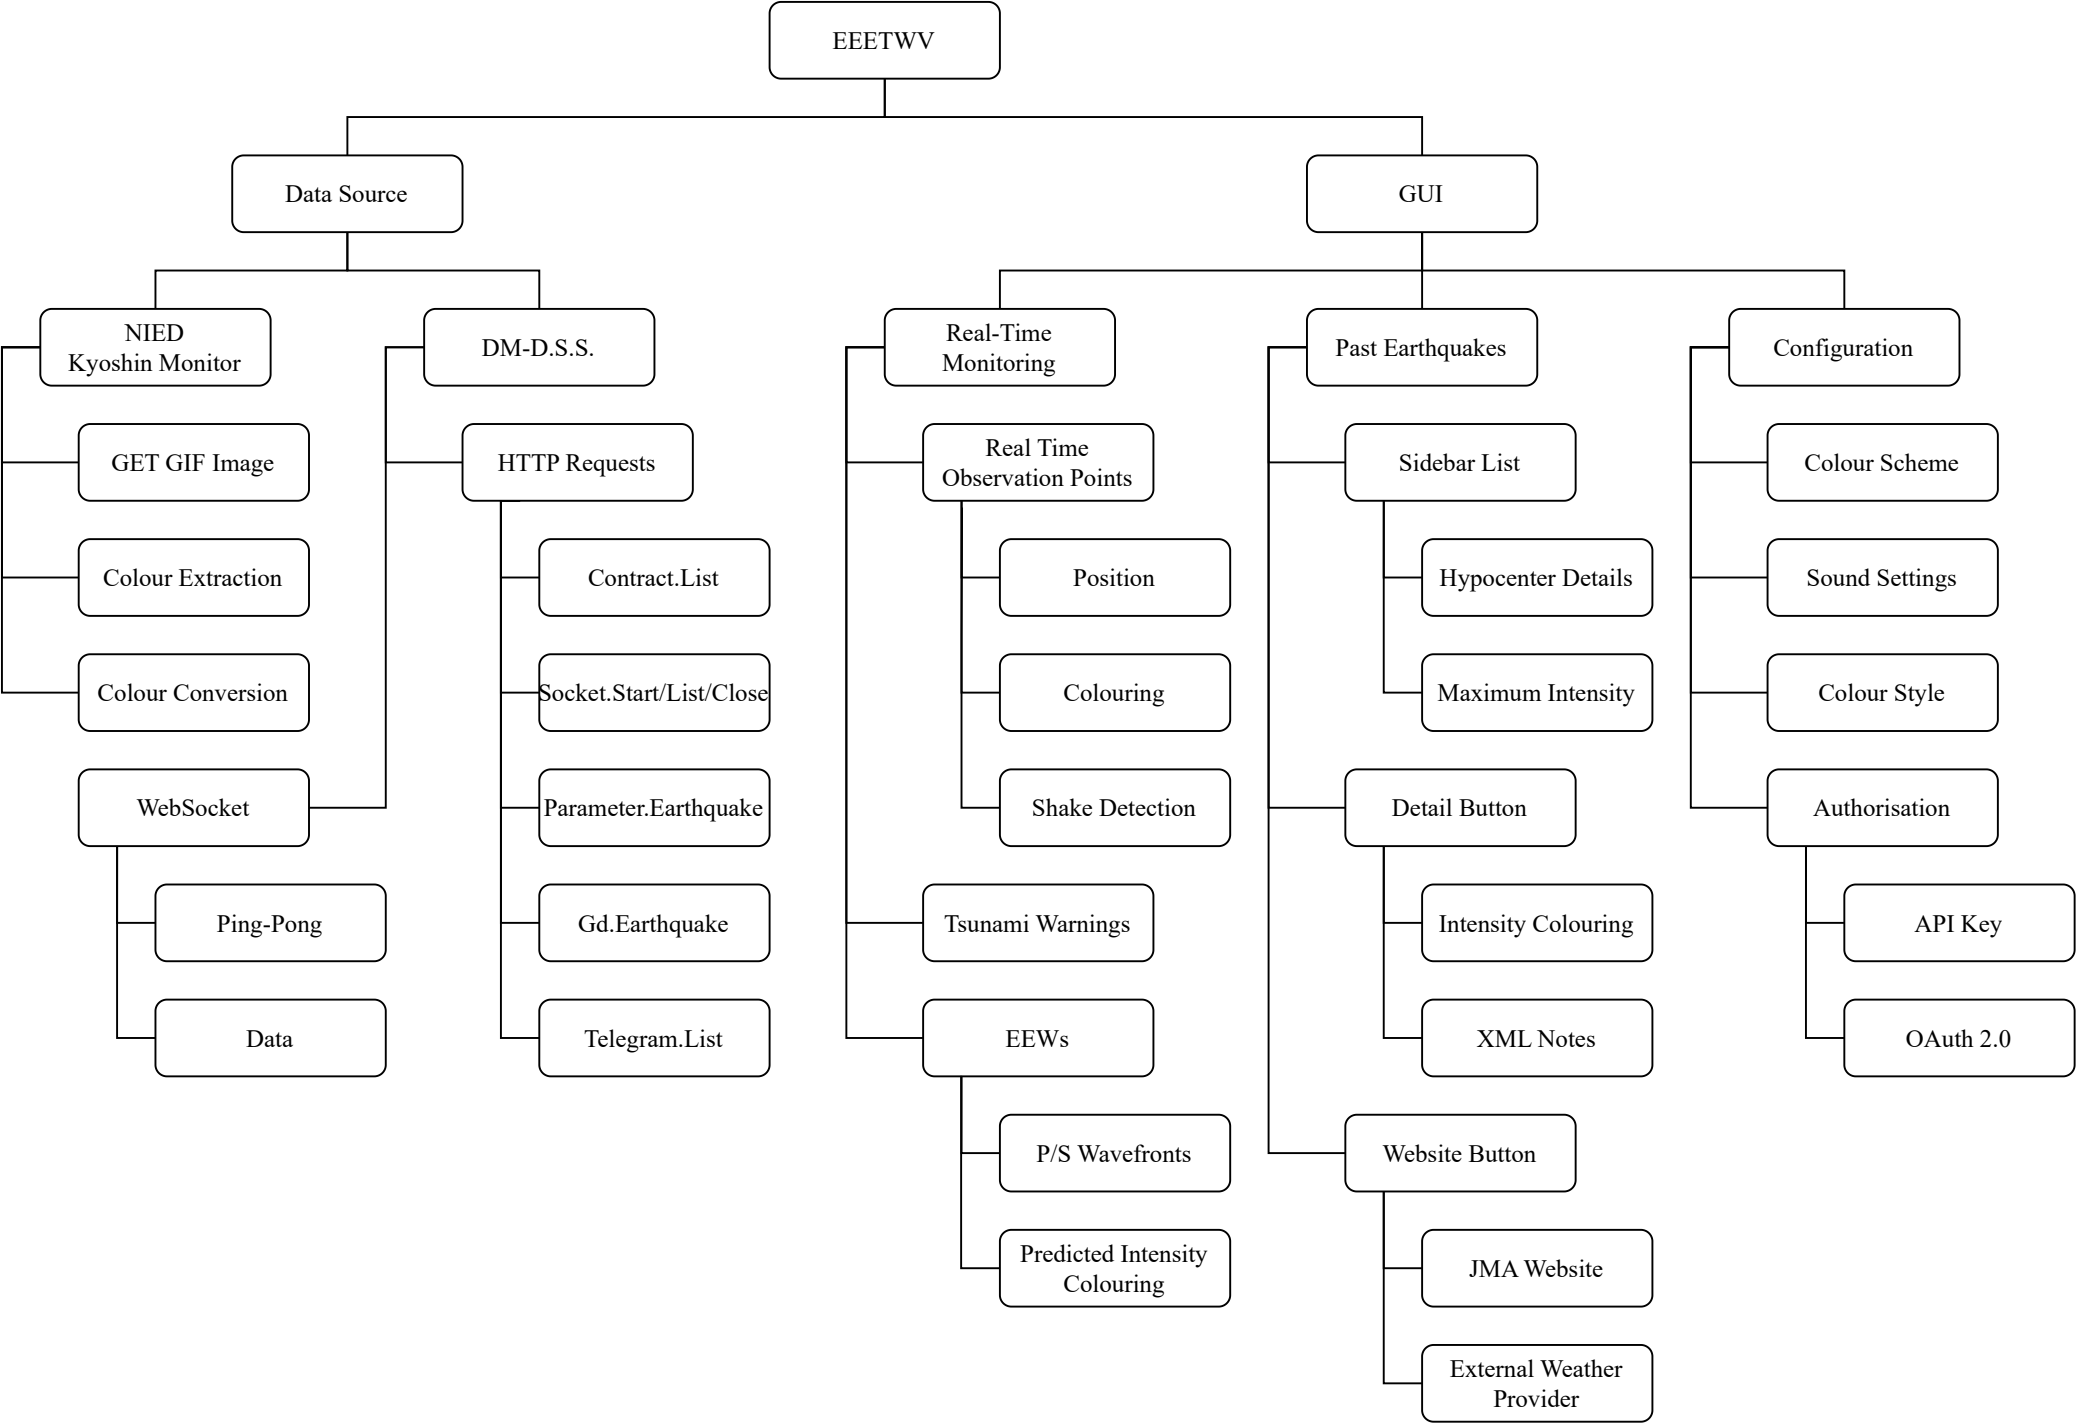 EEETWV
Data Source
GUI
NIED
Kyoshin Monitor
DM-D.S.S.
Real-Time
Monitoring
Past Earthquakes
Configuration
GET GIF Image
Colour Extraction
Colour Conversion
WebSocket
Ping-Pong
Data
HTTP Requests
Contract.List
Socket.Start/List/Close
Parameter.Earthquake
Gd.Earthquake
Telegram.List
Real Time
Observation Points
Position
Colouring
Shake Detection
Tsunami Warnings
EEWs
P/S Wavefronts
Predicted Intensity
Colouring
Sidebar List
Hypocenter Details
Maximum Intensity
Detail Button
Intensity Colouring
XML Notes
Website Button
JMA Website
External Weather
Provider
Colour Scheme
Sound Settings
Colour Style
Authorisation
API Key
OAuth 2.0